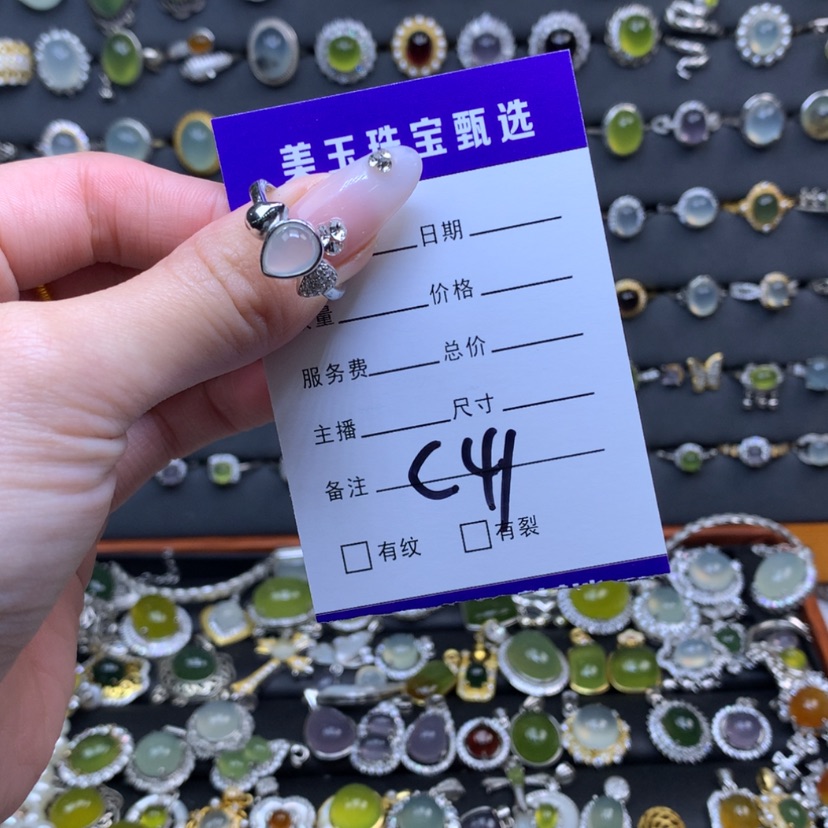 美玉珠宝甄选
日期
量 价格
服务费 总价
主播 尺寸
备注 C4
有纹 有裂